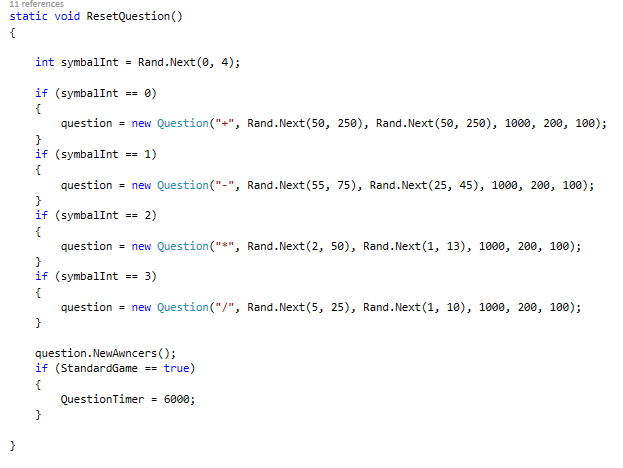 11 references
static void ResetQuestion()
{
int symbalInt = Rand.Next(0, 4);
if (symbalInt == 0)
{
question = new Question("+", Rand.Next(50, 250), Rand.Next(50, 250), 1000, 200, 100);
}
if (symbalInt == 1)
{
question = new Question("-", Rand.Next(55, 75), Rand.Next(25, 45), 1000, 200, 100);
}
if (symbalInt == 2)
{
question = new Question("*", Rand.Next(2, 50), Rand.Next(1, 13), 1000, 200, 100);
}
if (symbalInt == 3)
{
question = new Question("/", Rand.Next(5, 25), Rand.Next(1, 10), 1000, 200, 100);
}
question.NewAwncers();
if (StandardGame == true)
{
QuestionTimer = 6000;
}
}